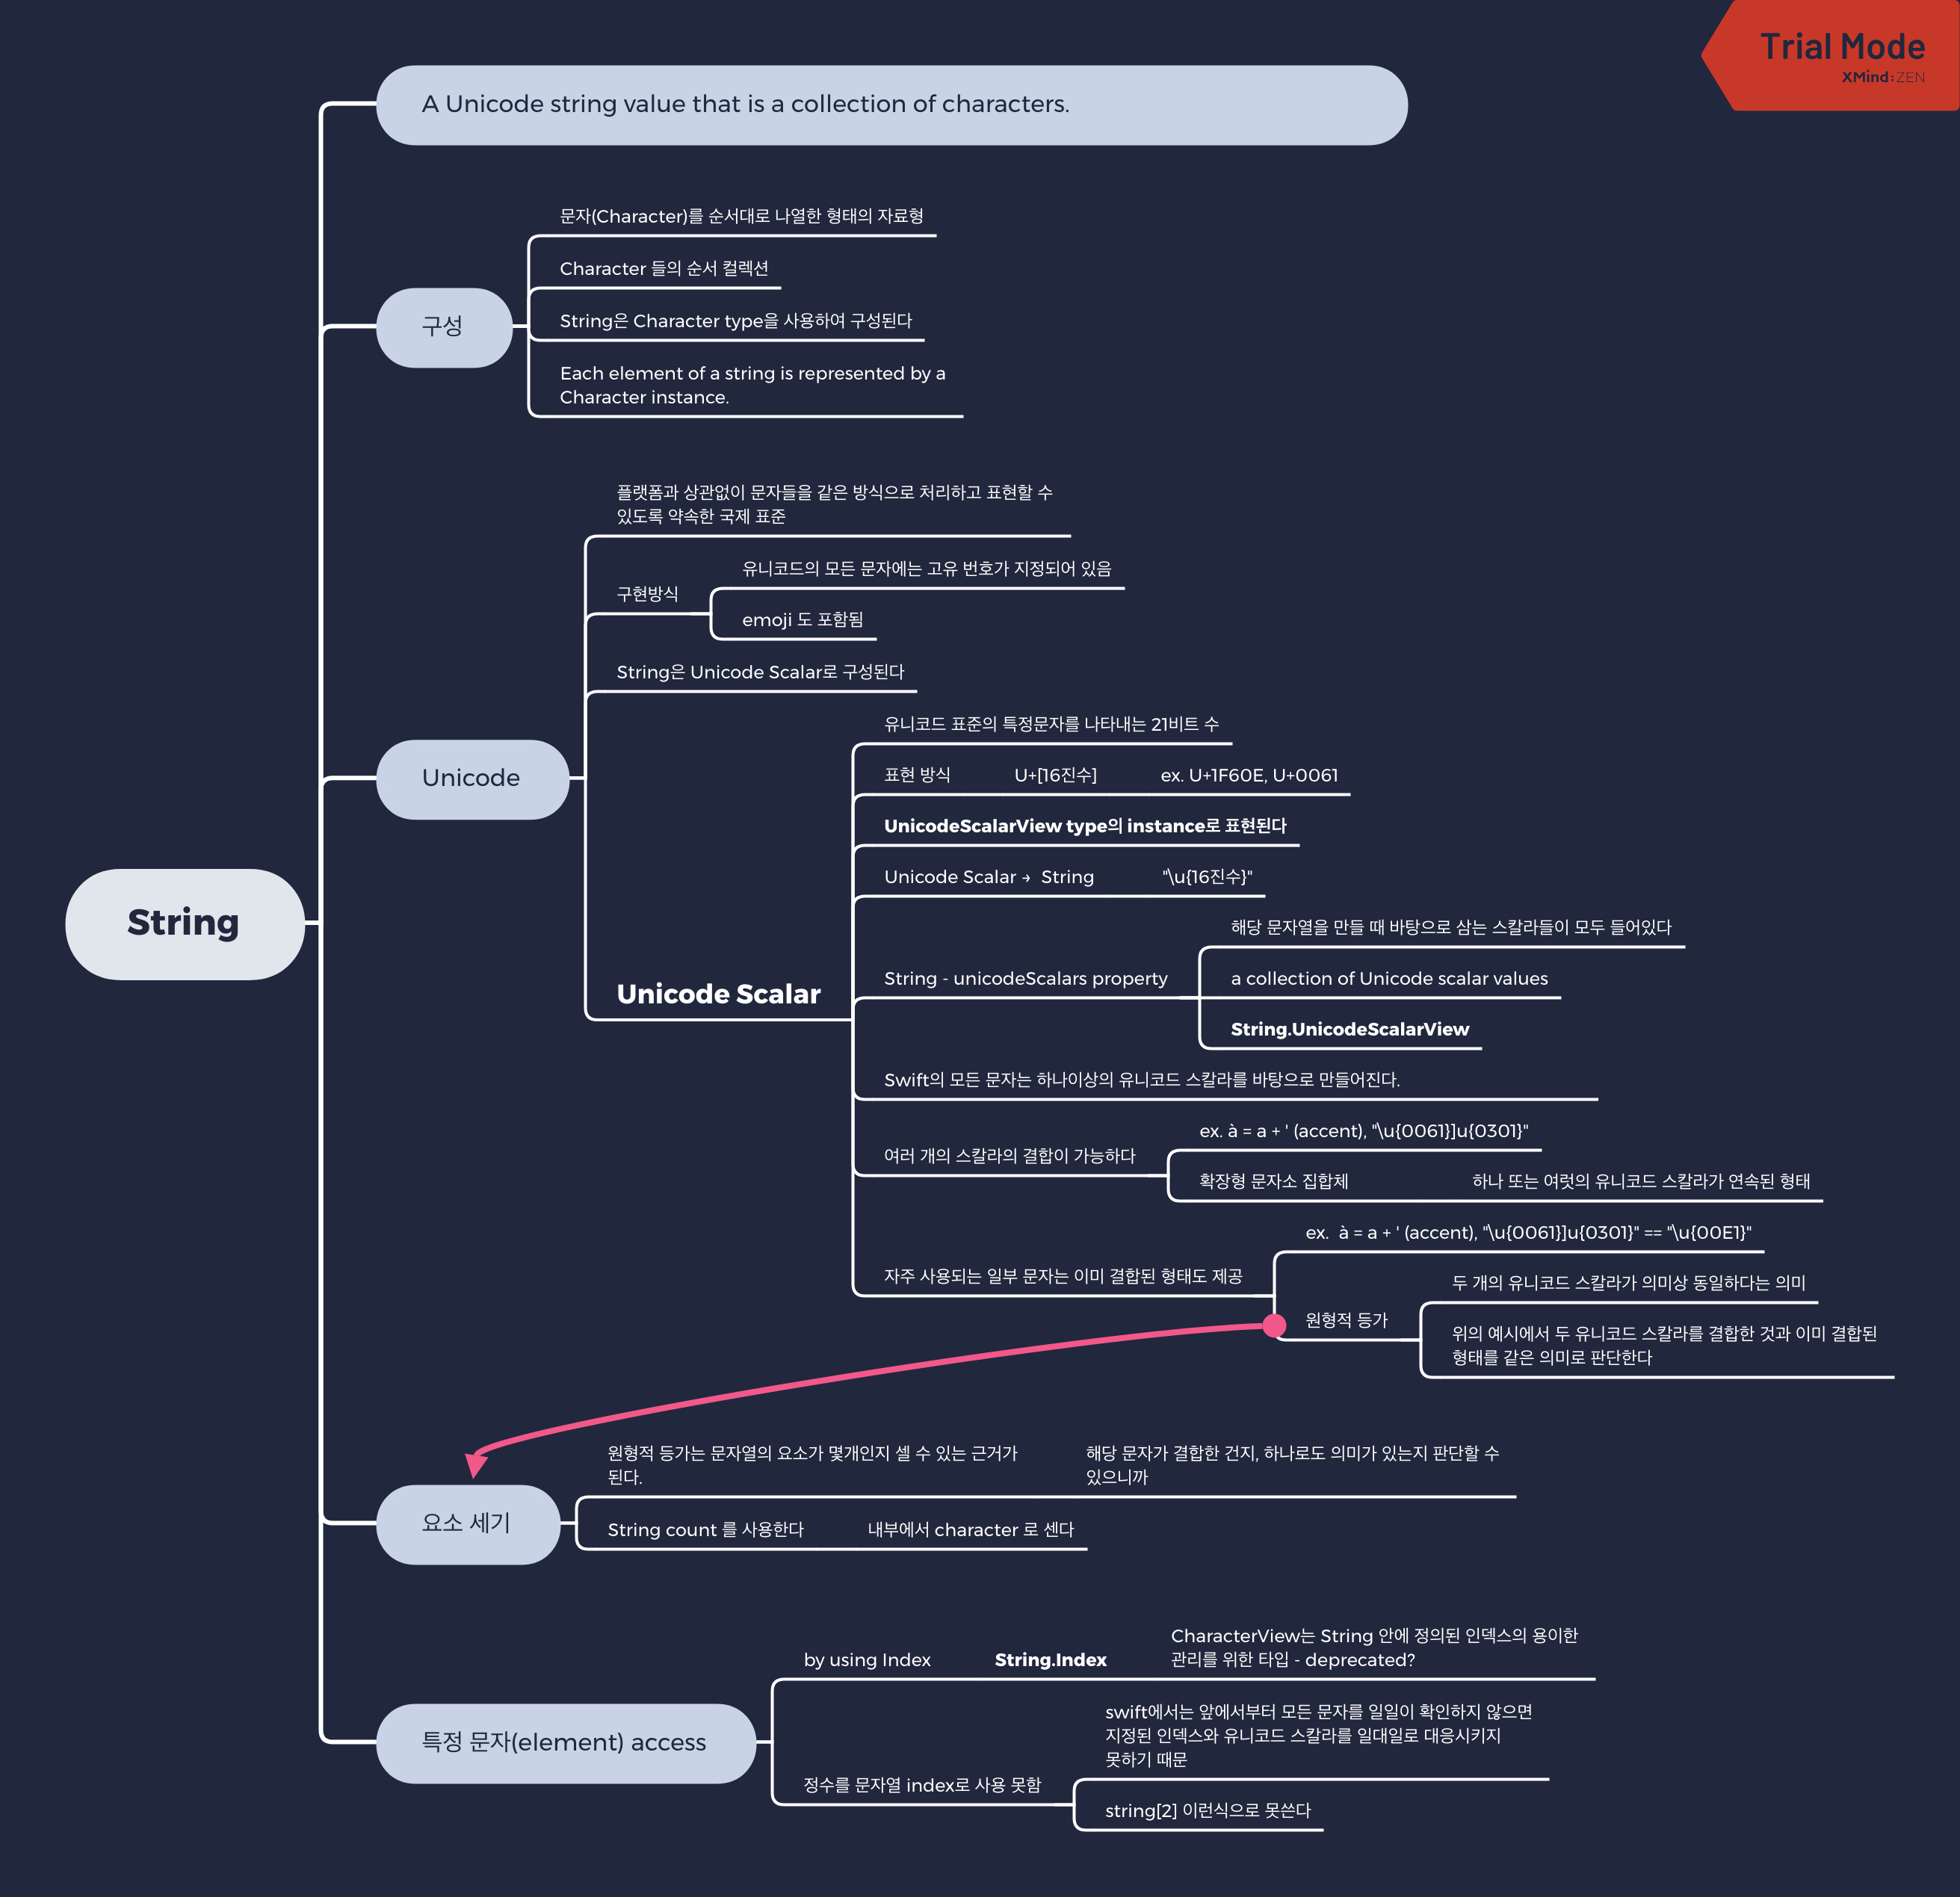 Trial Mode
XMind:ZEN
A Unicode string value that is a collection of characters.
문자(Character)를 순서대로 나열한 형태의 자료형
Character 들의 순서 컬렉션
구성
String은 Character type을 사용하여 구성된다
Each element of a string is represented by a
Character instance.
플랫폼과 상관없이 문자들을 같은 방식으로 처리하고 표현할 수
있도록 약속한 국제 표준
유니코드의 모든 문자에는 고유 번호가 지정되어 있음
구현방식
emoji 도 포함됨
String은 Unicode Scalar로 구성된다
유니코드 표준의 특정문자를 나타내는 21비트 수
Unicode
표현 방식 U+[16진수] ex. U+1F60E, U+0061
UnicodeScalarView type의 instance로 표현된다
Unicode Scalar → String "\u{16진수}"
String
해당 문자열을 만들 때 바탕으로 삼는 스칼라들이 모두 들어있다
String - unicodeScalars property
a collection of Unicode scalar values
Unicode Scalar
String.UnicodeScalarView
Swift의 모든 문자는 하나이상의 유니코드 스칼라를 바탕으로 만들어진다.
ex. à = a + ' (accent), "\u{0061}]u{0301}"
여러 개의 스칼라의 결합이 가능하다
확장형 문자소 집합체 하나 또는 여럿의 유니코드 스칼라가 연속된 형태
ex.  à = a + ' (accent), "\u{0061}]u{0301}" == "\u{00E1}"
자주 사용되는 일부 문자는 이미 결합된 형태도 제공
두 개의 유니코드 스칼라가 의미상 동일하다는 의미
원형적 등가
위의 예시에서 두 유니코드 스칼라를 결합한 것과 이미 결합된
형태를 같은 의미로 판단한다
원형적 등가는 문자열의 요소가 몇개인지 셀 수 있는 근거가
된다.
해당 문자가 결합한 건지, 하나로도 의미가 있는지 판단할 수
있으니까
요소 세기
String count 를 사용한다 내부에서 character 로 센다
CharacterView는 String 안에 정의된 인덱스의 용이한
관리를 위한 타입 - deprecated?
by using Index String.Index
swift에서는 앞에서부터 모든 문자를 일일이 확인하지 않으면
지정된 인덱스와 유니코드 스칼라를 일대일로 대응시키지
못하기 때문
특정 문자(element) access
정수를 문자열 index로 사용 못함
string[2] 이런식으로 못쓴다